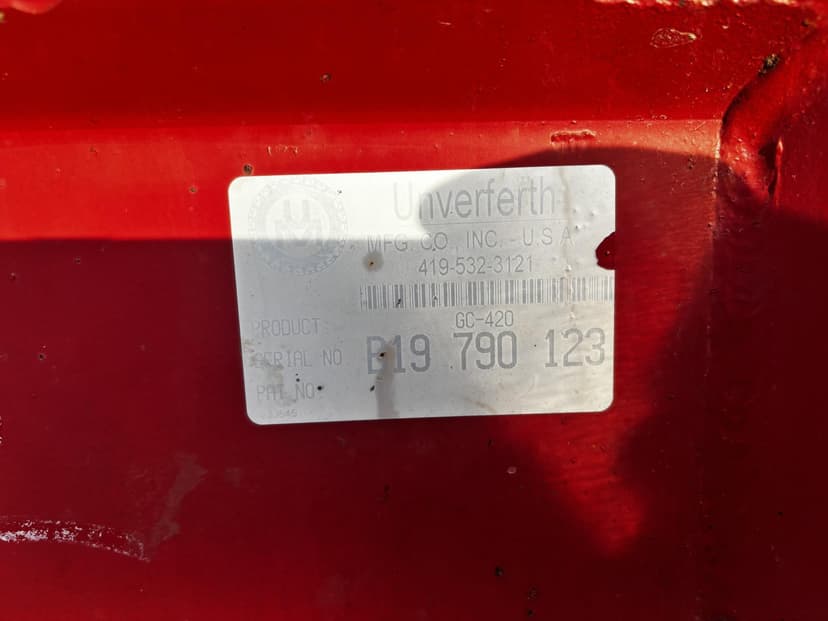 Unverferth
MFG. CO., INC. - U.S.A.
419-532-3121
GC-420
PRODUCT:
SERIAL NO B19 790 123
PAT NO: